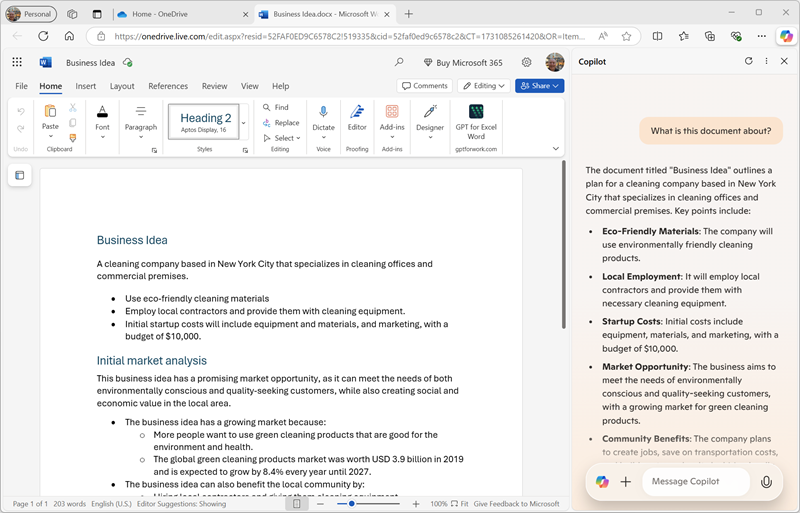 Personal
Home - OneDrive
Business Idea.docx - Microsoft W
https://onedrive.live.com/edit.aspx?resid=52FAF0ED9C6578C2!519335&cid=52faf0ed9c6578c2&CT=1731085261420&OR=Item...
W Business Idea
Buy Microsoft 365
File Home Insert Layout References Review View Help
Comments Editing Share
Undo
Paste
Clipboard
Font
Paragraph
Heading 2
Aptos Display, 16
Styles
Find
Replace
Select
Editing
Dictate
Voice
Editor
Proofing
Add-ins
Add-ins
Designer
GPT for Excel
Word
gptforwork.com
Business Idea
A cleaning company based in New York City that specializes in cleaning offices and
commercial premises.
• Use eco-friendly cleaning materials
• Employ local contractors and provide them with cleaning equipment.
• Initial startup costs will include equipment and materials, and marketing, with a
budget of $10,000.
Initial market analysis
This business idea has a promising market opportunity, as it can meet the needs of both
environmentally conscious and quality-seeking customers, while also creating social and
economic value in the local area.
• The business idea has a growing market because:
o More people want to use green cleaning products that are good for the
environment and health.
o The global green cleaning products market was worth USD 3.9 billion in 2019
and is expected to grow by 8.4% every year until 2027.
• The business idea can also benefit the local community by:
Page 1 of 1 203 words English (U.S.) Editor Suggestions: Showing
100% Fit Give Feedback to Microsoft
Copilot
What is this document about?
The document titled "Business Idea" outlines a
plan for a cleaning company based in New York
City that specializes in cleaning offices and
commercial premises. Key points include:
• Eco-Friendly Materials: The company will
use environmentally friendly cleaning
products.
• Local Employment: It will employ local
contractors and provide them with
necessary cleaning equipment.
• Startup Costs: Initial costs include
equipment, materials, and marketing, with a
budget of $10,000.
• Market Opportunity: The business aims to
meet the needs of environmentally
conscious and quality-seeking customers,
with a growing market for green cleaning
products.
• Community Benefits: The company plans
to create jobs, save on transportation costs,
Message Copilot